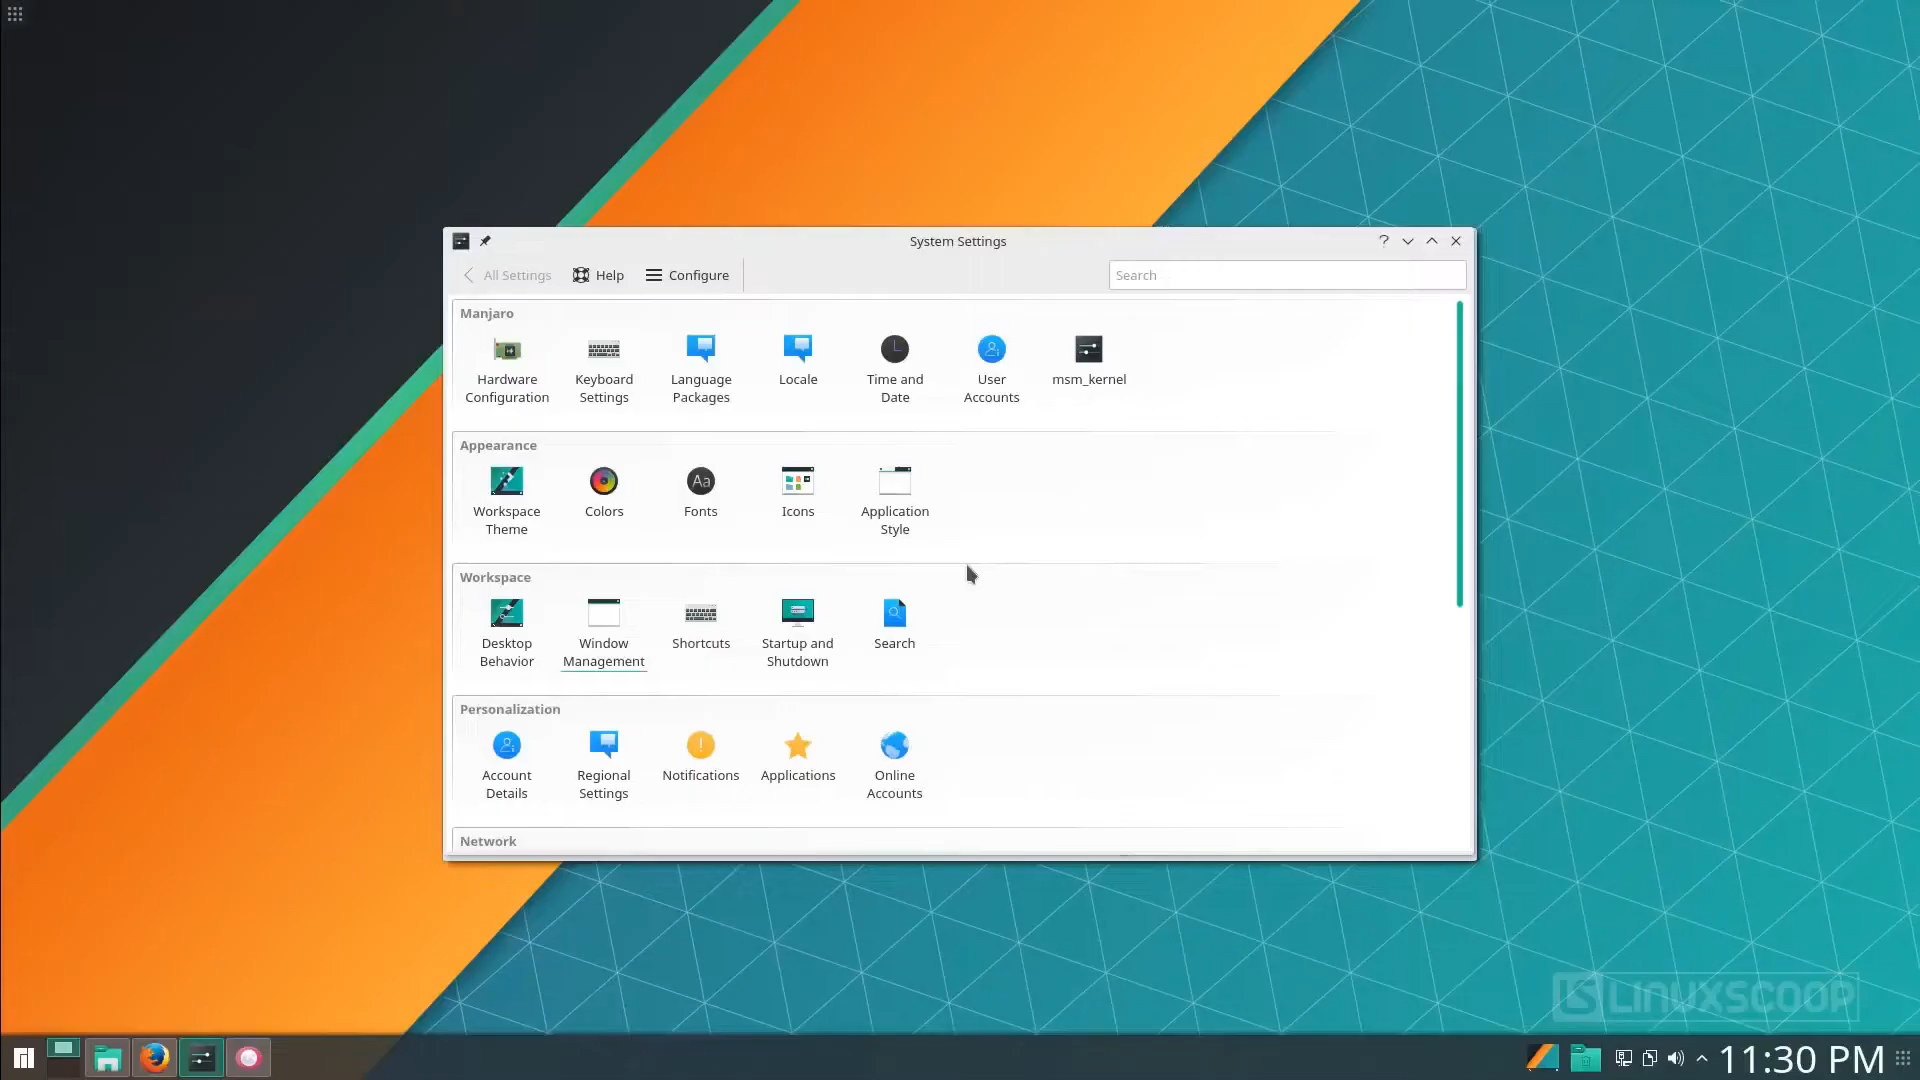 System Settings
All Settings Help Configure Search
Manjaro
Hardware Configuration
Keyboard Settings
Language Packages
Locale
Time and Date
User Accounts
msm_kernel
Appearance
Workspace Theme
Colors
Fonts
Icons
Application Style
Workspace
Desktop Behavior
Window Management
Shortcuts
Startup and Shutdown
Search
Personalization
Account Details
Regional Settings
Notifications
Applications
Online Accounts
Network
LINUXSCOOP
11:30 PM